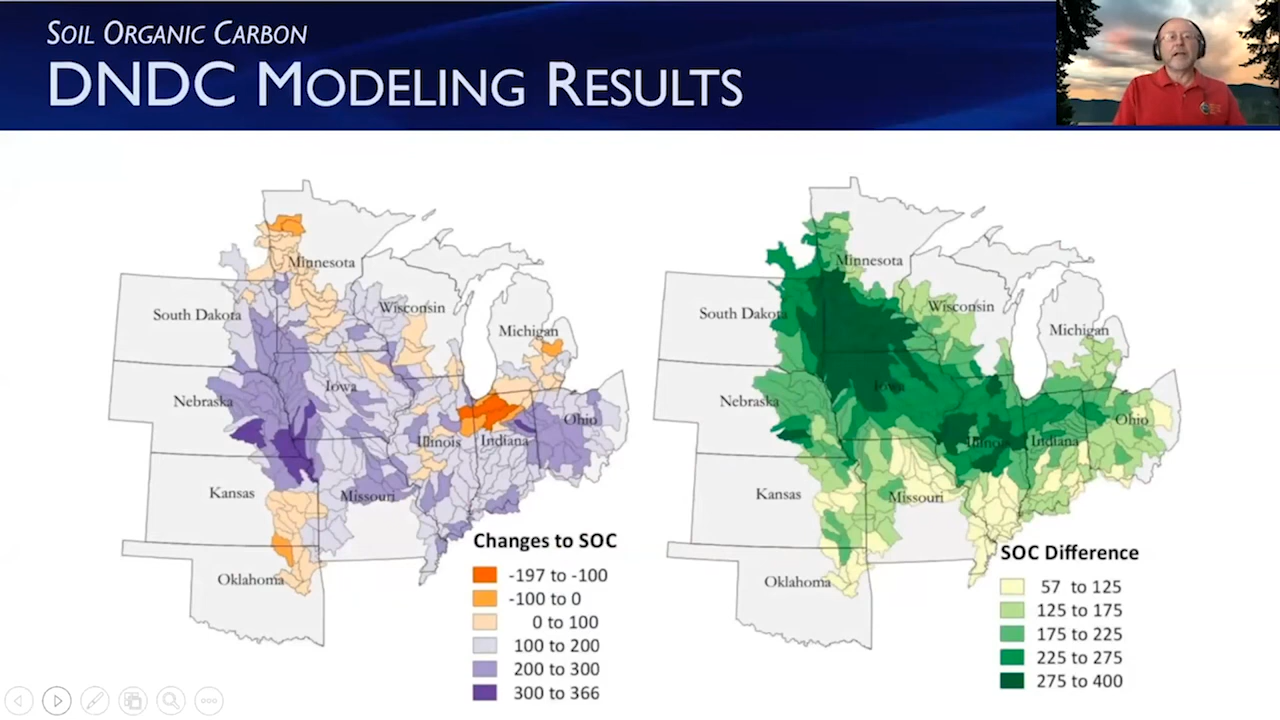 SOIL ORGANIC CARBON
DNDC MODELING RESULTS
Minnesota
South Dakota
Wisconsin
Michigan
Nebraska
Iowa
Illinois
Indiana
Ohio
Kansas
Missouri
Oklahoma
Changes to SOC
-197 to -100
-100 to 0
0 to 100
100 to 200
200 to 300
300 to 366
Minnesota
South Dakota
Wisconsin
Michigan
Nebraska
Iowa
Illinois
Indiana
Ohio
Kansas
Missouri
Oklahoma
SOC Difference
57 to 125
125 to 175
175 to 225
225 to 275
275 to 400